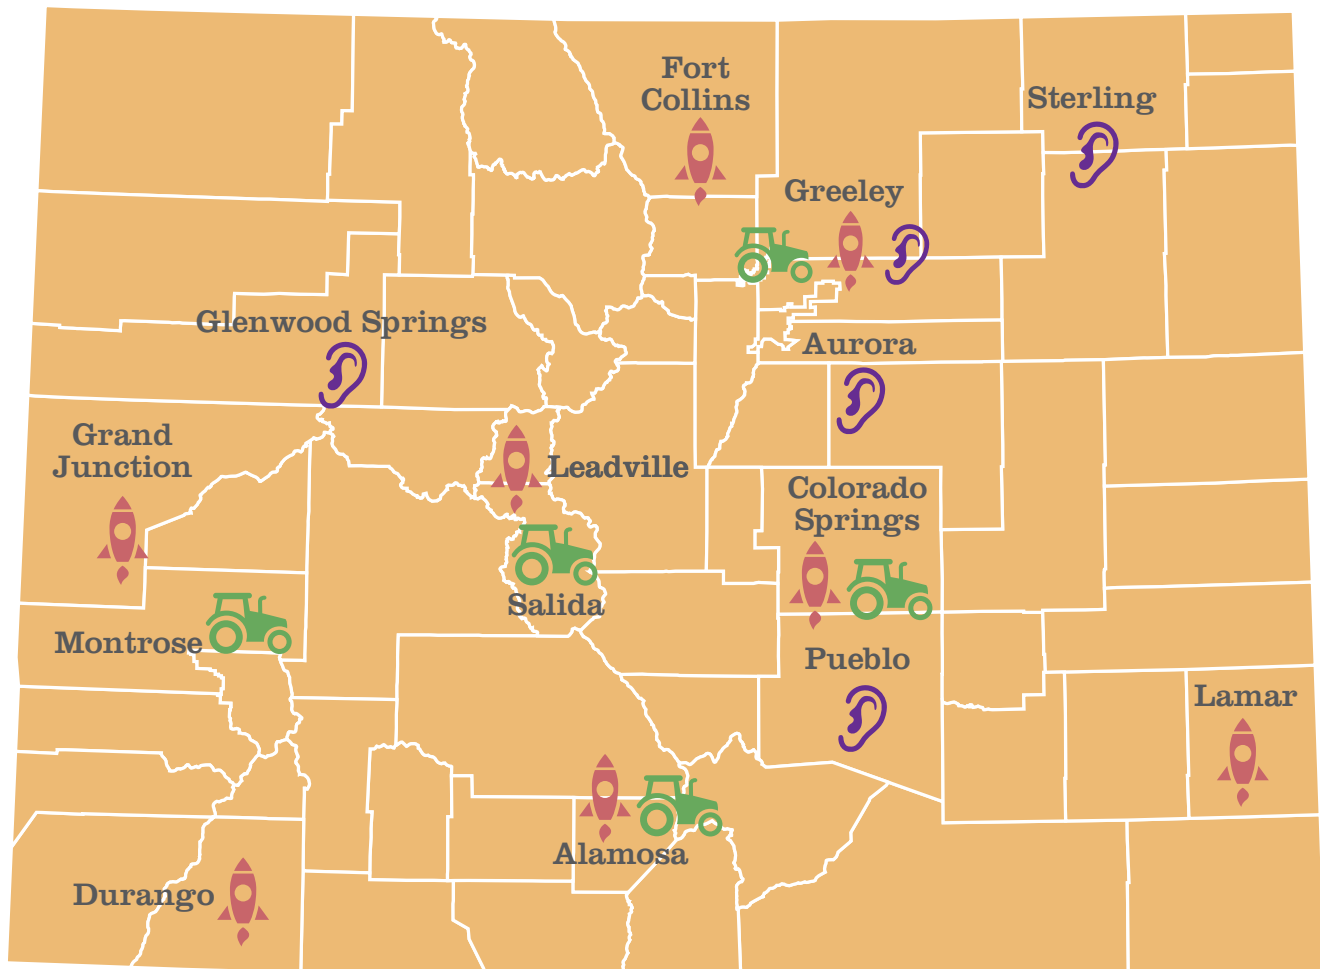 Fort
Collins
Sterling
Greeley
Glenwood Springs
Aurora
Grand
Junction
Leadville
Colorado
Springs
Salida
Montrose
Pueblo
Lamar
Alamosa
Durango